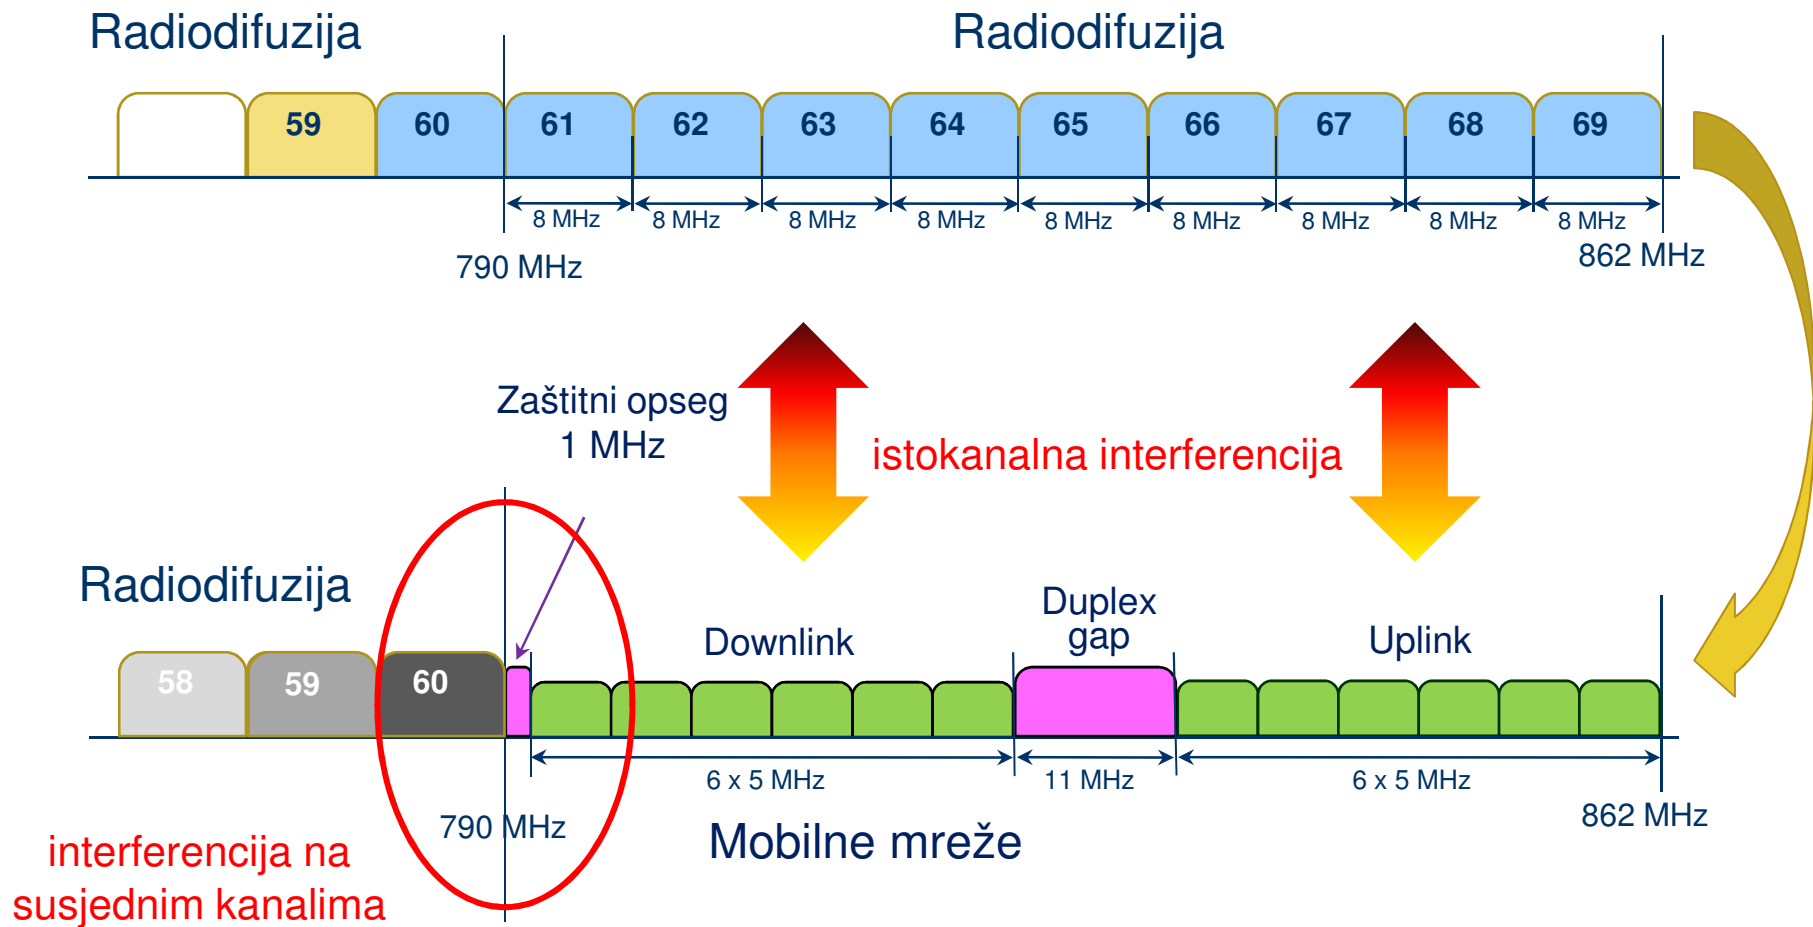 Radiodifuzija
Radiodifuzija
59 60 61 62 63 64 65 66 67 68 69
8 MHz 8 MHz 8 MHz 8 MHz 8 MHz 8 MHz 8 MHz 8 MHz 8 MHz
790 MHz
862 MHz
Zaštitni opseg
1 MHz
istokanalna interferencija
Radiodifuzija
Downlink
Duplex
gap
Uplink
58 59 60
6 x 5 MHz
11 MHz
6 x 5 MHz
790 MHz
862 MHz
Mobilne mreže
interferencija na
susjednim kanalima